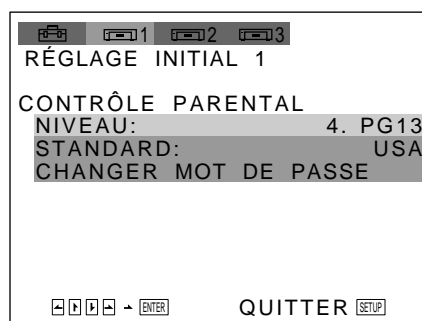 1 2 3
RÉGLAGE INITIAL 1
CONTRÔLE PARENTAL
NIVEAU: 4. PG13
STANDARD: USA
CHANGER MOT DE PASSE
ENTER QUITTER SETUP